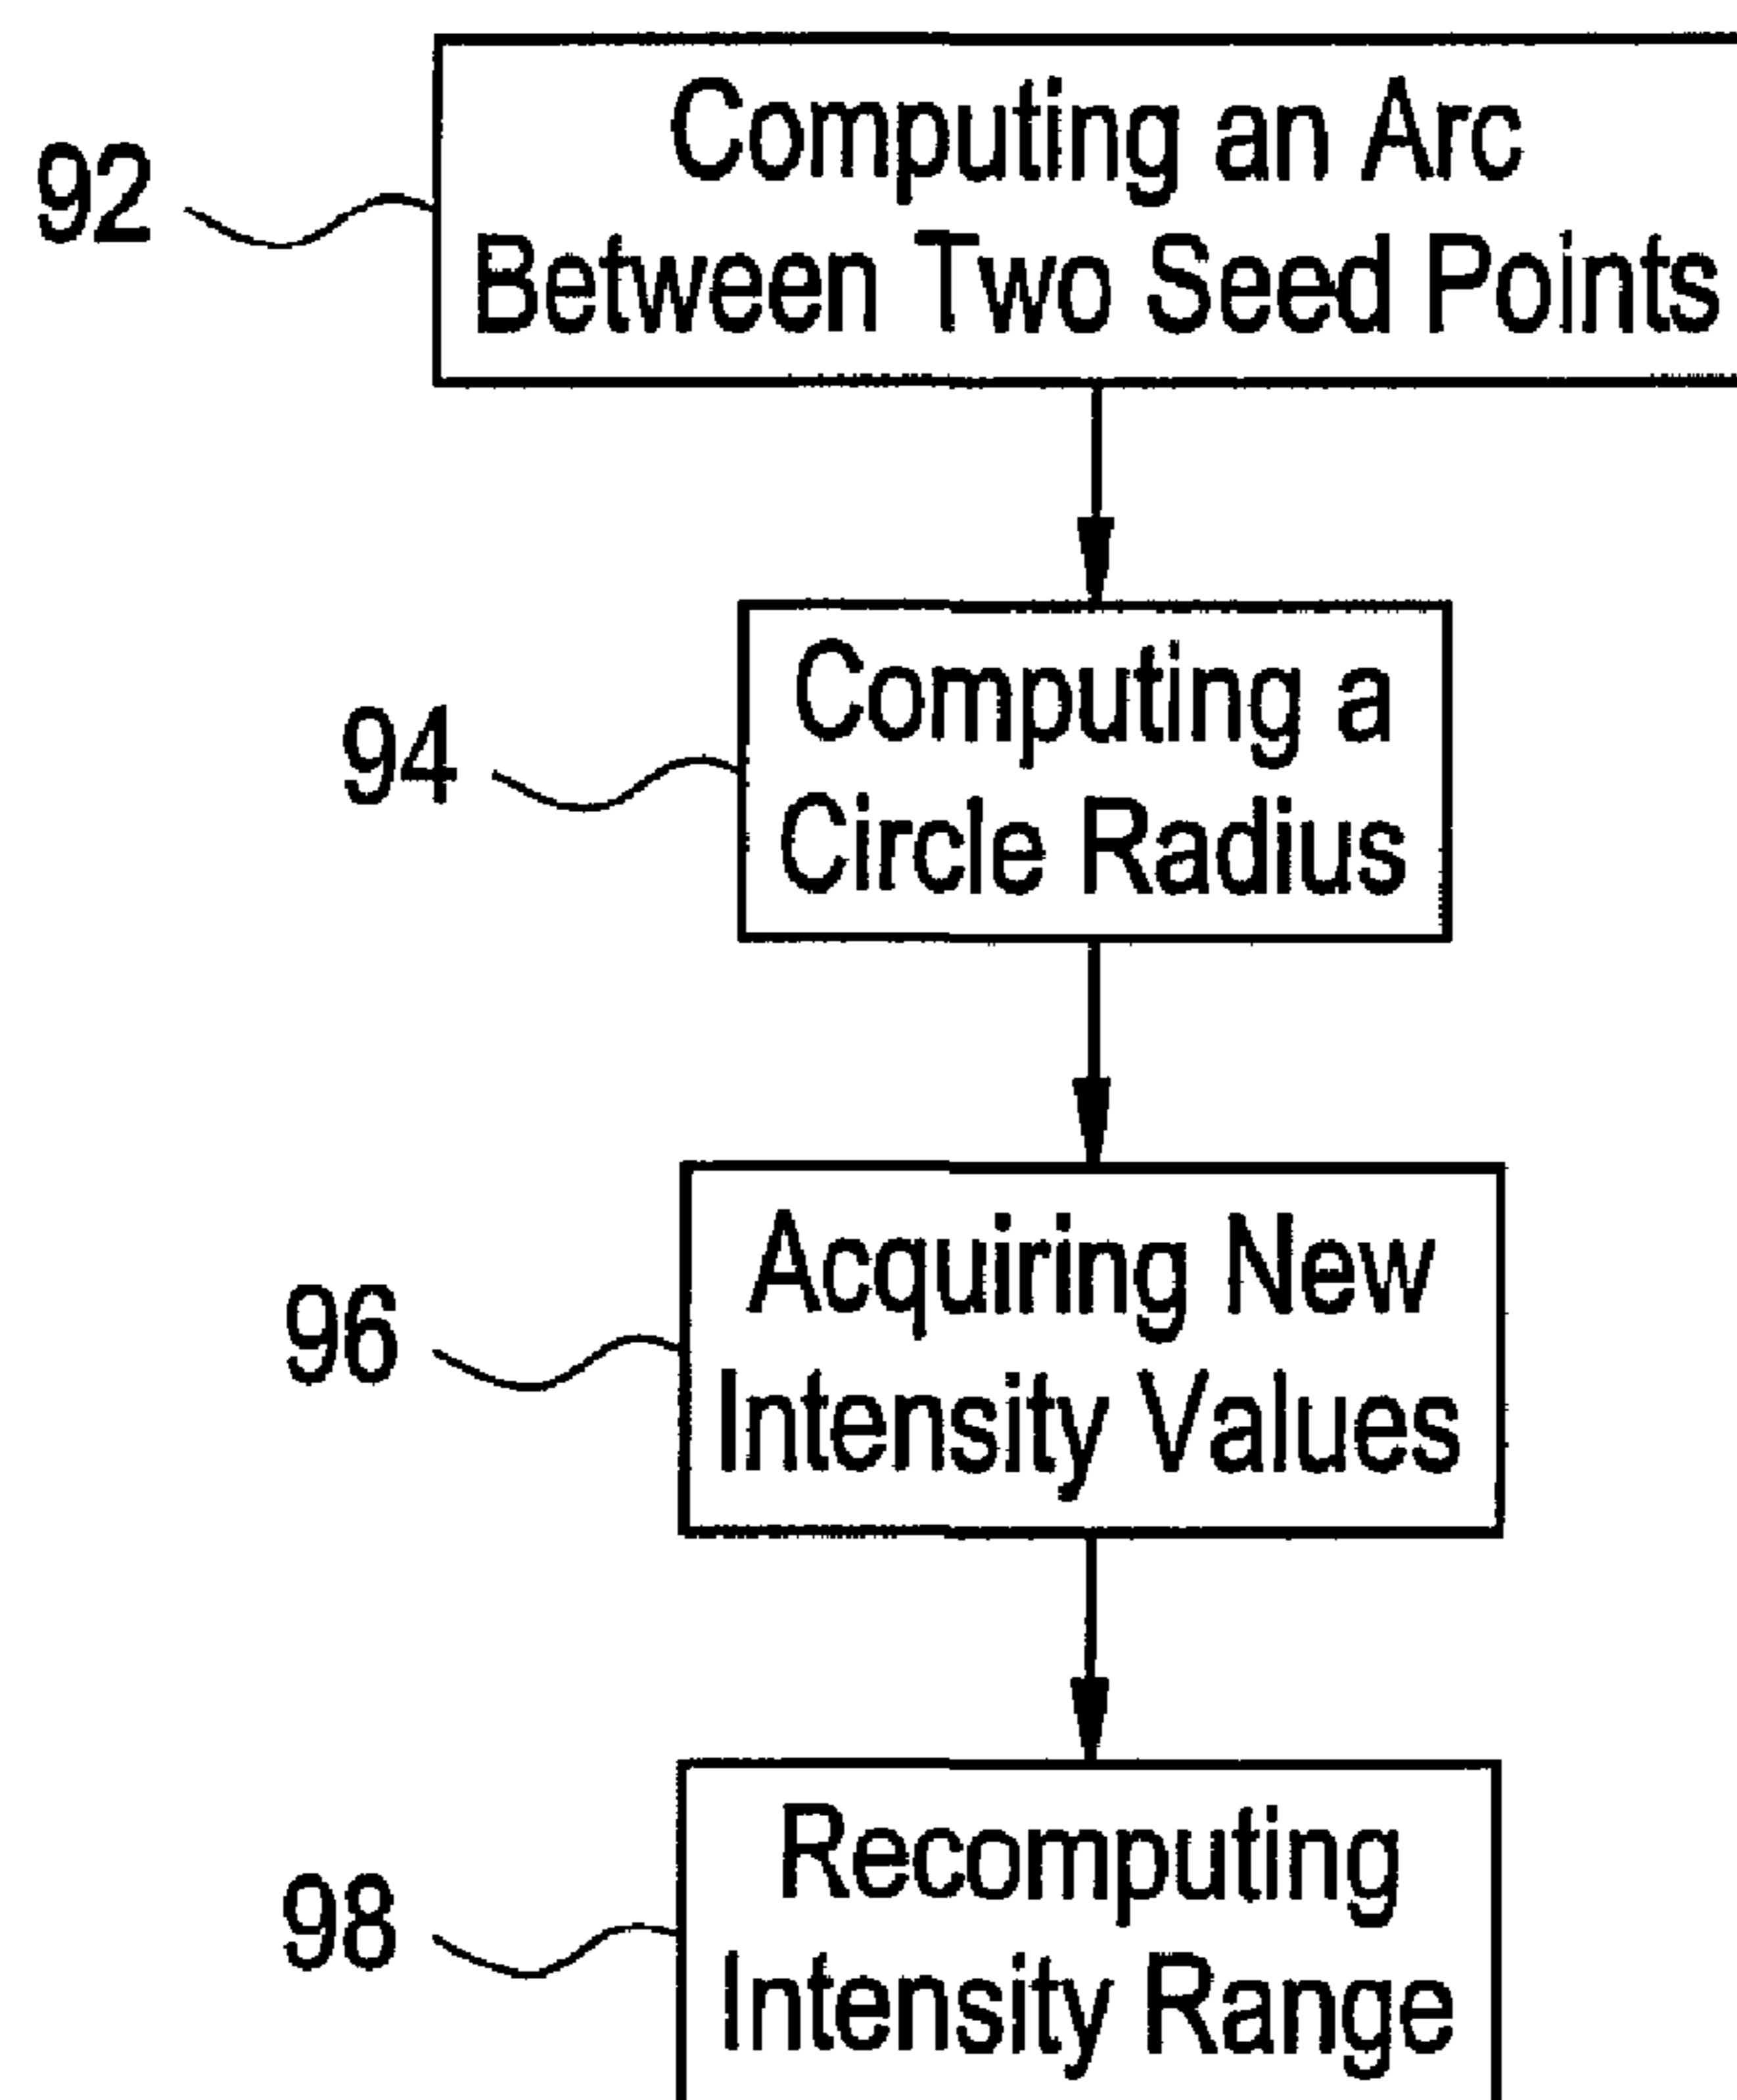 92
Computing an Arc
Between Two Seed Points
94
Computing a
Circle Radius
96
Acquiring New
Intensity Values
98
Recomputing
Intensity Range